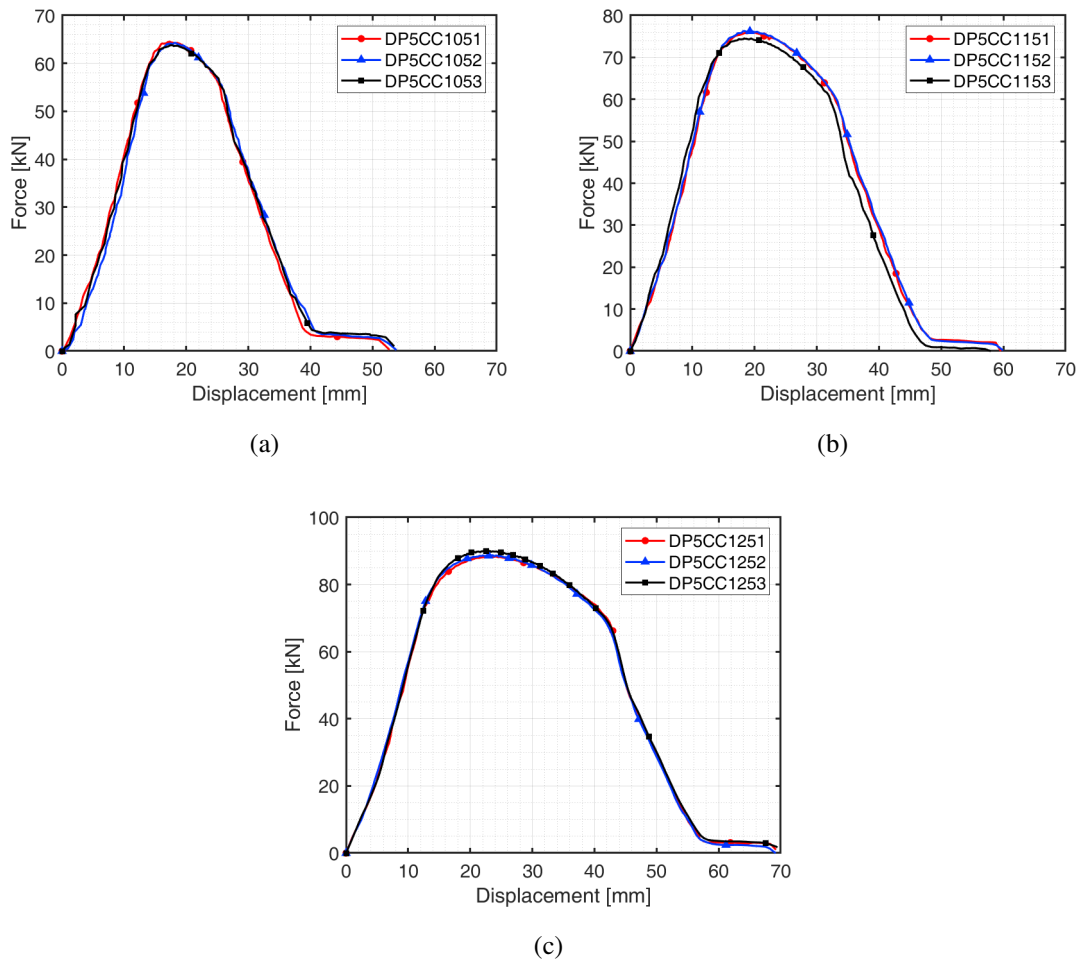 70
60
50
40
30
20
10
0
Force [kN]
0 10 20 30 40 50 60 70
Displacement [mm]
DP5CC1051
DP5CC1052
DP5CC1053
(a)
80
70
60
50
40
30
20
10
0
Force [kN]
0 10 20 30 40 50 60 70
Displacement [mm]
DP5CC1151
DP5CC1152
DP5CC1153
(b)
100
80
60
40
20
0
Force [kN]
0 10 20 30 40 50 60 70
Displacement [mm]
DP5CC1251
DP5CC1252
DP5CC1253
(c)